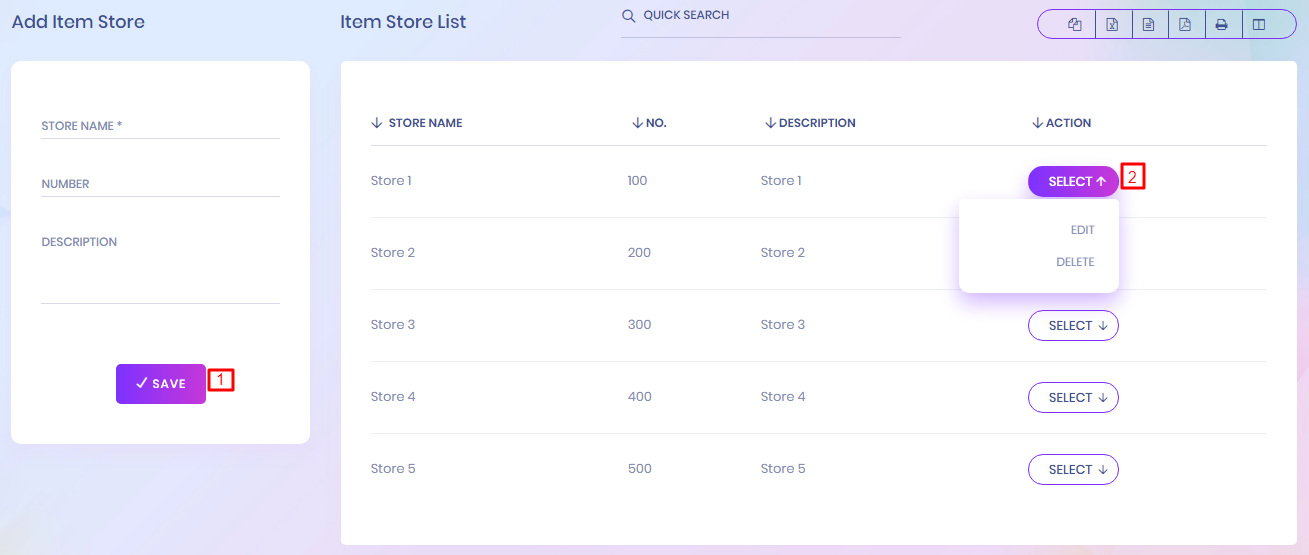 Add Item Store
Item Store List
QUICK SEARCH
STORE NAME *
NUMBER
DESCRIPTION
SAVE
1
STORE NAME NO. DESCRIPTION ACTION
Store 1 100 Store 1 SELECT
2
EDIT
DELETE
Store 2 200 Store 2
Store 3 300 Store 3 SELECT
Store 4 400 Store 4 SELECT
Store 5 500 Store 5 SELECT